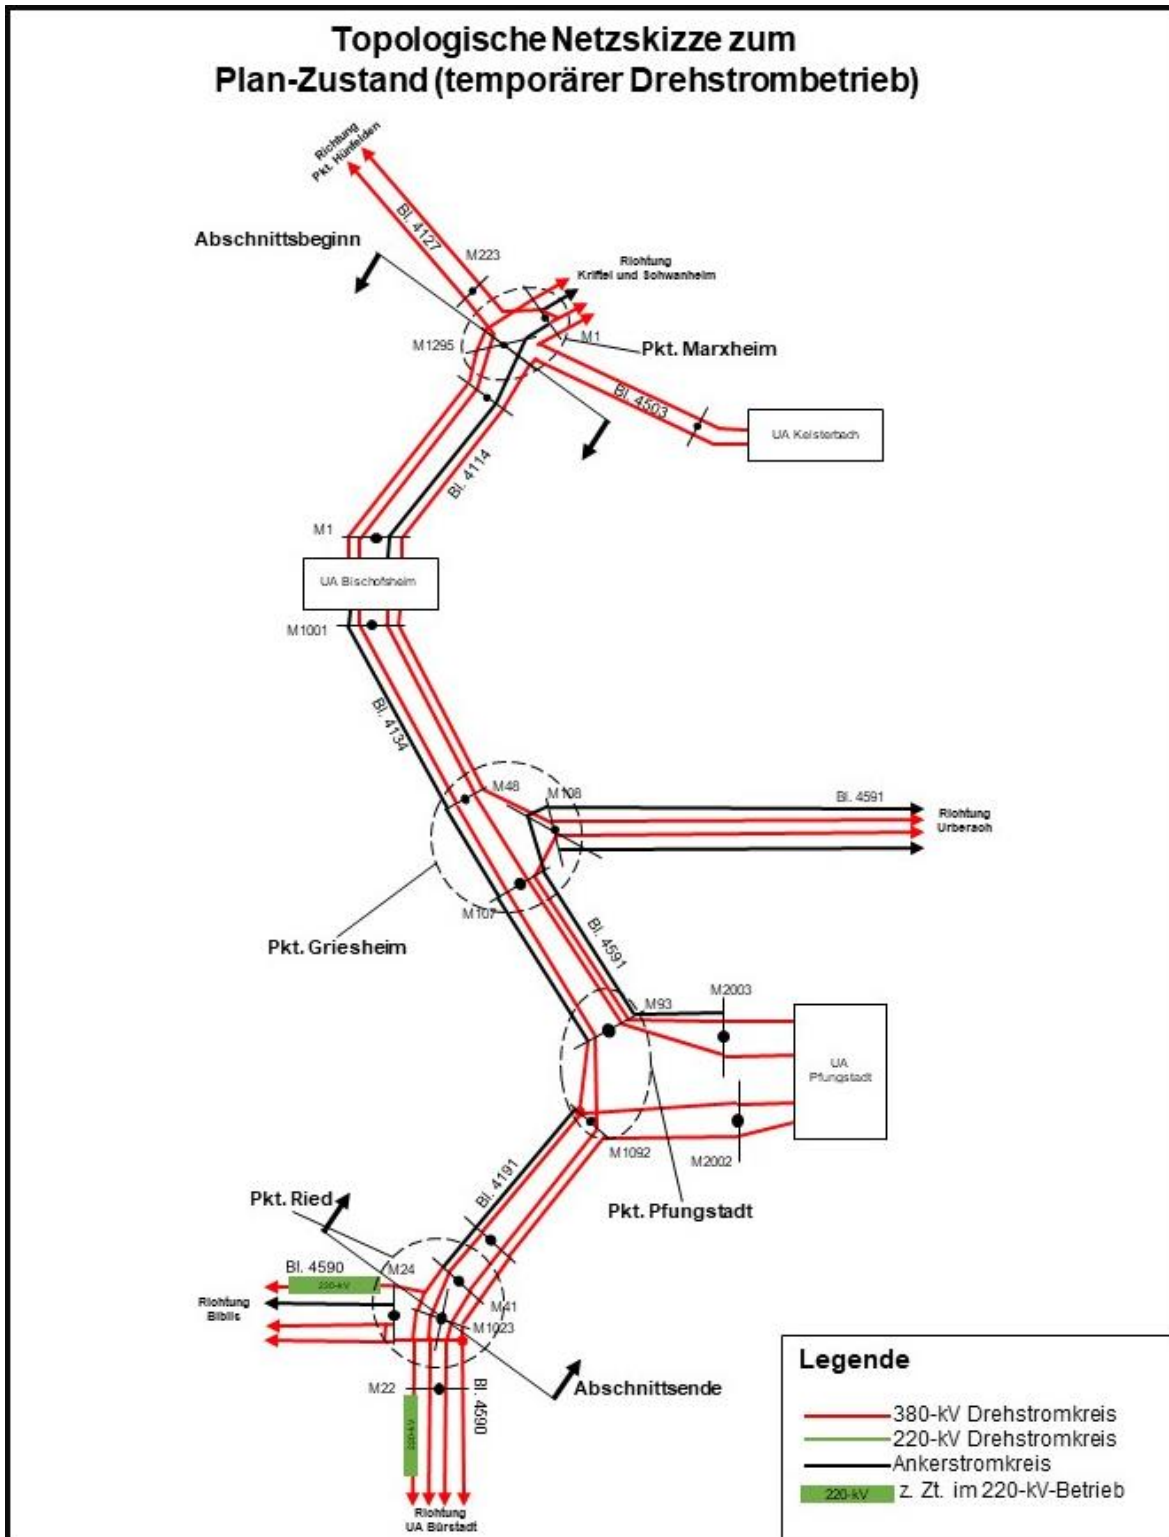 Topologische Netzskizze zum
Plan-Zustand (temporärer Drehstrombetrieb)
Richtung
Pkt. Hünfelden
Bl. 4127
Abschnittsbeginn
M223
Richtung
Kriftel und Schwanheim
M1295
M1
Pkt. Marxheim
Bl. 4503
UA Kelsterbach
Bl. 4114
M1
UA Bischofsheim
M1001
Bl. 4134
M48
M108
Bl. 4591
Richtung
Urberach
M107
Pkt. Griesheim
Bl. 4591
M93
M2003
UA
Pfungstadt
M1092
M2002
Bl. 4191
Pkt. Ried
Pkt. Pfungstadt
Bl. 4590
M24
220-kV
Richtung
Biblis
M41
M1023
M22
Bl. 4590
Abschnittsende
220-kV
Richtung
UA Bürstadt
Legende
380-kV Drehstromkreis
220-kV Drehstromkreis
Ankerstromkreis
220-kV z. Zt. im 220-kV-Betrieb